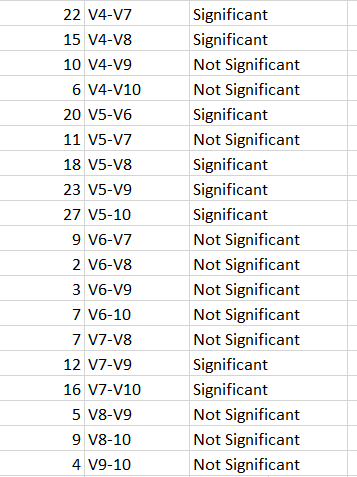 22 V4-V7 Significant
15 V4-V8 Significant
10 V4-V9 Not Significant
6 V4-V10 Not Significant
20 V5-V6 Significant
11 V5-V7 Not Significant
18 V5-V8 Significant
23 V5-V9 Significant
27 V5-10 Significant
9 V6-V7 Not Significant
2 V6-V8 Not Significant
3 V6-V9 Not Significant
7 V6-10 Not Significant
7 V7-V8 Not Significant
12 V7-V9 Significant
16 V7-V10 Significant
5 V8-V9 Not Significant
9 V8-10 Not Significant
4 V9-10 Not Significant